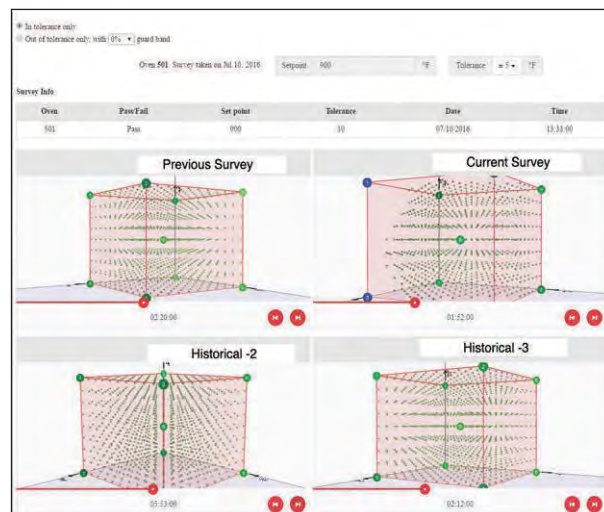 In tolerance only
Out of tolerance only, with 0% guard band
Oven 501: Survey taken on Jul 10, 2016 Setpoint 900 °F Tolerance ± 5 °F
Survey Info
Oven Pass/Fail Set point Tolerance Date Time
501 Pass 900 10 07/10/2016 13:33:00
Previous Survey Current Survey
02:20:00 01:52:00
Historical -2 Historical -3
02:12:00